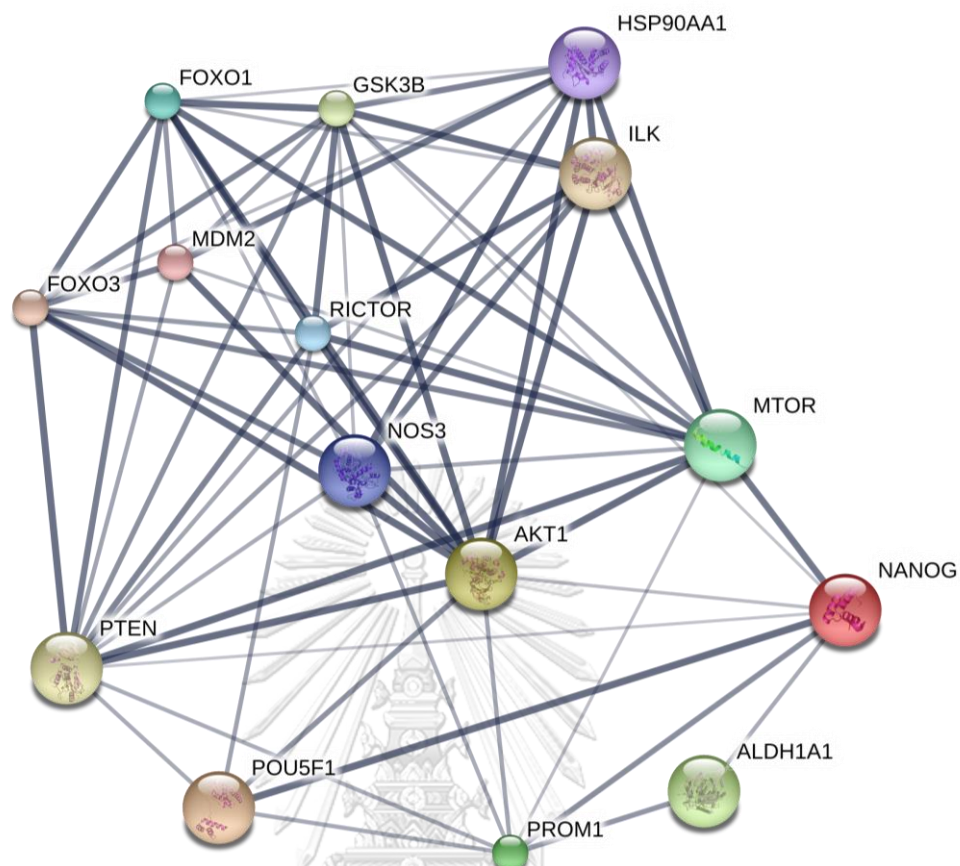 HSP90AA1
FOXO1
GSK3B
ILK
MDM2
FOXO3
RICTOR
MTOR
NOS3
AKT1
NANOG
PTEN
ALDH1A1
POU5F1
PROM1